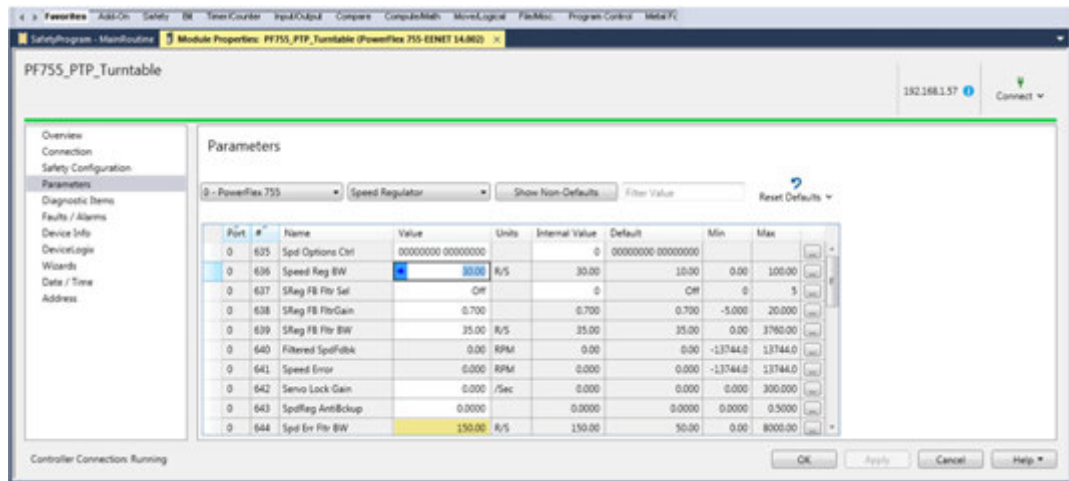 Favorites Add-On Safety Bit Timer/Counter Input/Output Compare Compute/Math Move/Logical File/Misc. Program Control Metal Fc
SafetyProgram - MainRoutine Module Properties: PF755_PTP_Turntable (PowerFlex 755-EENET 14.002) ×
PF755_PTP_Turntable
192.168.1.57
Connect
Overview
Connection
Safety Configuration
Parameters
Diagnostic Items
Faults / Alarms
Device Info
DeviceLogix
Wizards
Date / Time
Address
Parameters
0 - PowerFlex 755 Speed Regulator Show Non-Defaults Filter Value Reset Defaults
Port # Name Value Units Internal Value Default Min Max
0 635 Spd Options Ctrl 00000000 00000000 0 00000000 00000000 ...
0 636 Speed Reg BW 30.00 R/S 30.00 10.00 0.00 100.00 ...
0 637 SReg FB Fltr Sel Off 0 Off 0 5 ...
0 638 SReg FB FltrGain 0.700 0.700 0.700 -5.000 20.000 ...
0 639 SReg FB Fltr BW 35.00 R/S 35.00 35.00 0.00 3760.00 ...
0 640 Filtered SpdFdbk 0.00 RPM 0.00 0.00 -13744.0 13744.0 ...
0 641 Speed Error 0.000 RPM 0.000 0.000 -13744.0 13744.0 ...
0 642 Servo Lock Gain 0.000 /Sec 0.000 0.000 0.000 300.000 ...
0 643 SpdReg AntiBckup 0.0000 0.0000 0.0000 0.0000 0.5000 ...
0 644 Spd Err Fltr BW 150.00 R/S 150.00 50.00 0.00 8000.00 ...
Controller Connection: Running
OK Apply Cancel Help